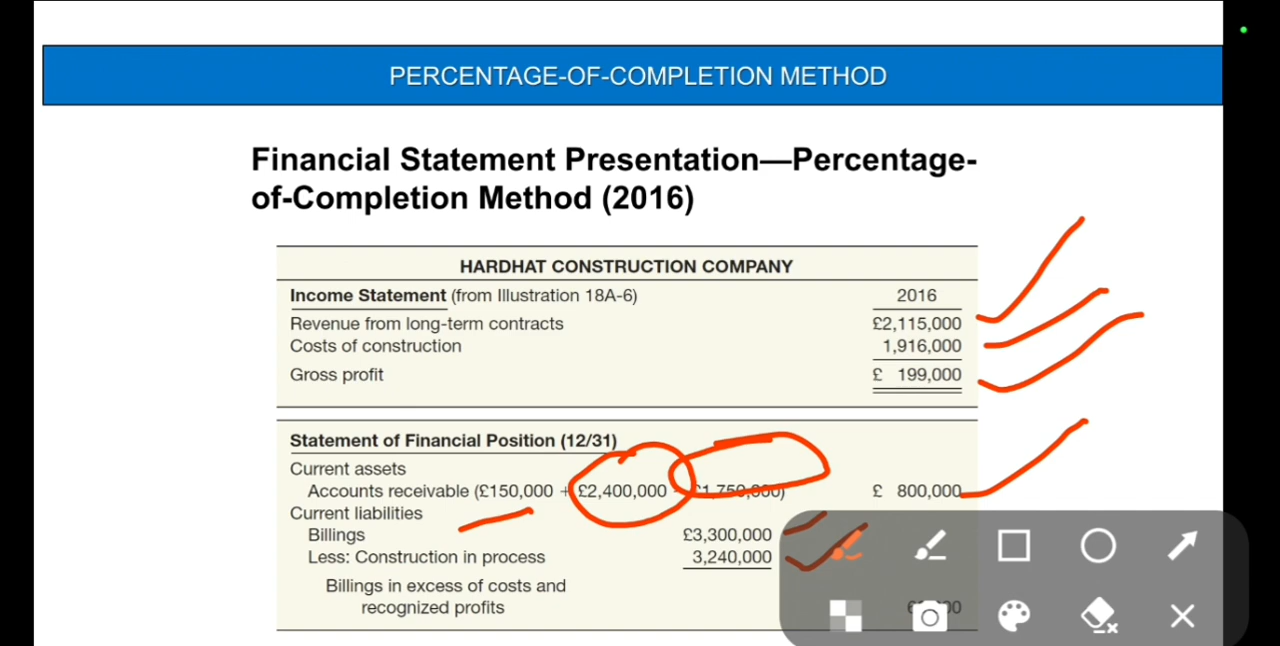 PERCENTAGE-OF-COMPLETION METHOD
Financial Statement Presentation—Percentage-
of-Completion Method (2016)
HARDHAT CONSTRUCTION COMPANY
Income Statement (from Illustration 18A-6) 2016
Revenue from long-term contracts £2,115,000
Costs of construction 1,916,000
Gross profit £ 199,000
Statement of Financial Position (12/31)
Current assets
Accounts receivable (£150,000 + £2,400,000 £1,750,000) £ 800,000
Current liabilities
Billings £3,300,000
Less: Construction in process 3,240,000
Billings in excess of costs and
recognized profits